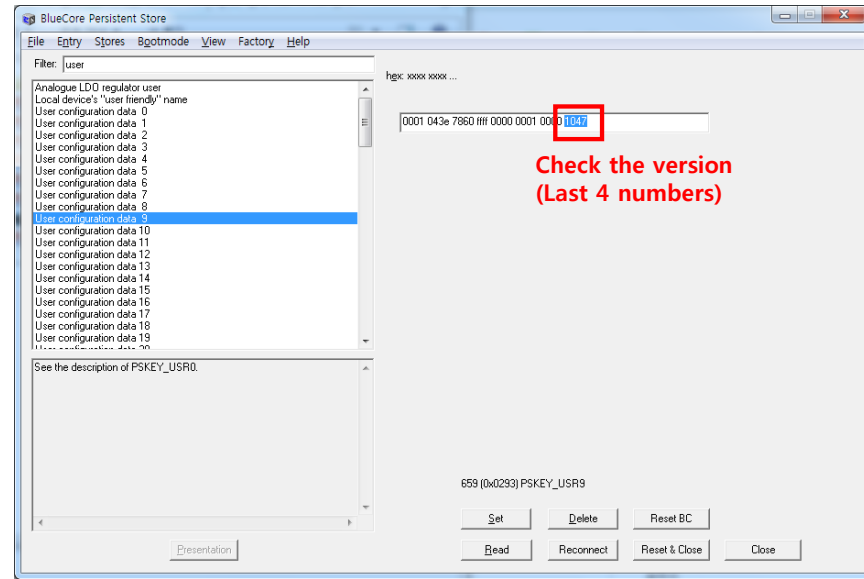 BlueCore Persistent Store
File Entry Stores Bootmode View Factory Help
Filter: user
Analogue LDO regulator user
Local device's "user friendly" name
User configuration data 0
User configuration data 1
User configuration data 2
User configuration data 3
User configuration data 4
User configuration data 5
User configuration data 6
User configuration data 7
User configuration data 8
User configuration data 9
User configuration data 10
User configuration data 11
User configuration data 12
User configuration data 13
User configuration data 14
User configuration data 15
User configuration data 16
User configuration data 17
User configuration data 18
User configuration data 19
See the description of PSKEY_USR0.
Presentation
hex: xxxx xxxx ...
0001 043e 7860 ffff 0000 0001 0000 1047
Check the version
(Last 4 numbers)
659 (0x0293) PSKEY_USR9
Set Delete Reset BC
Read Reconnect Reset & Close Close